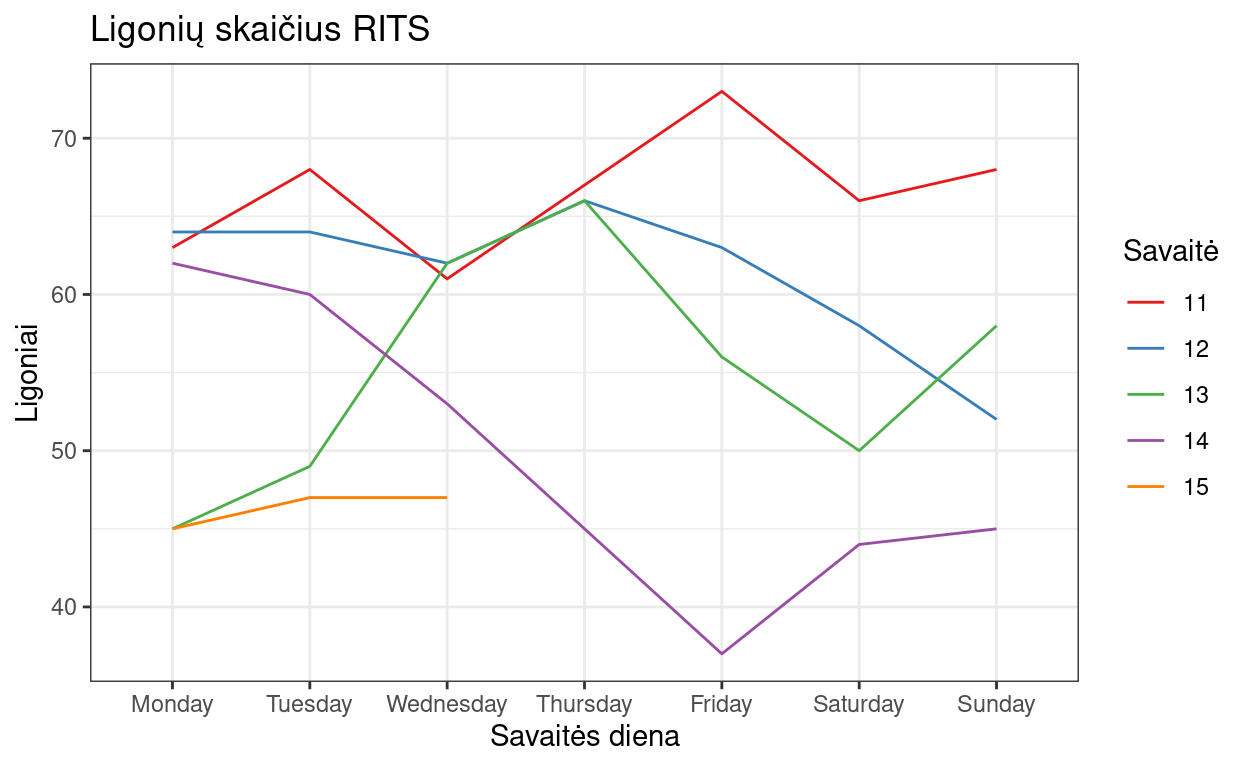 Ligonių skaičius RITS
70
60
50
40
Ligoniai
Monday Tuesday Wednesday Thursday Friday Saturday Sunday
Savaitės diena
Savaitė
11
12
13
14
15